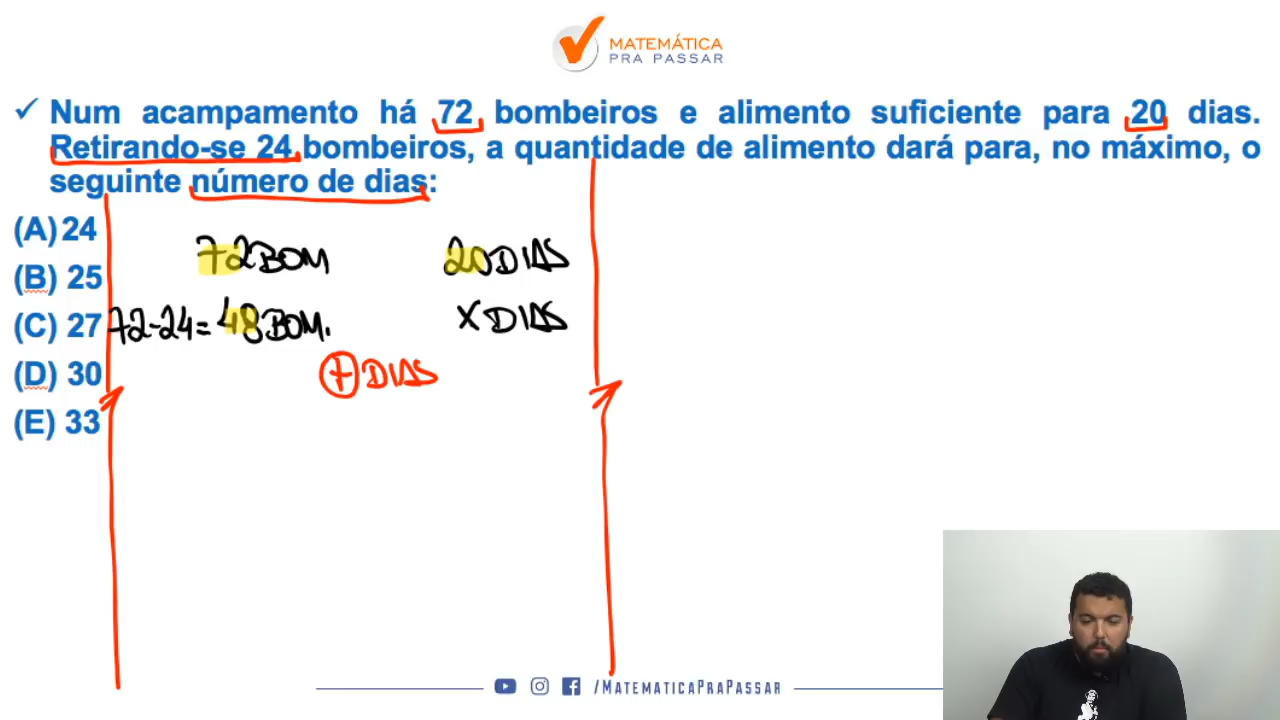 MATEMÁTICA
PRA PASSAR
✓ Num acampamento há 72 bombeiros e alimento suficiente para 20 dias.
Retirando-se 24 bombeiros, a quantidade de alimento dará para, no máximo, o
seguinte número de dias:
(A) 24
(B) 25
(C) 27
(D) 30
(E) 33
72 BOM 20 DIAS
72-24= 48 BOM. X DIAS
+ DIAS
/MATEMATICAPRAPASSAR